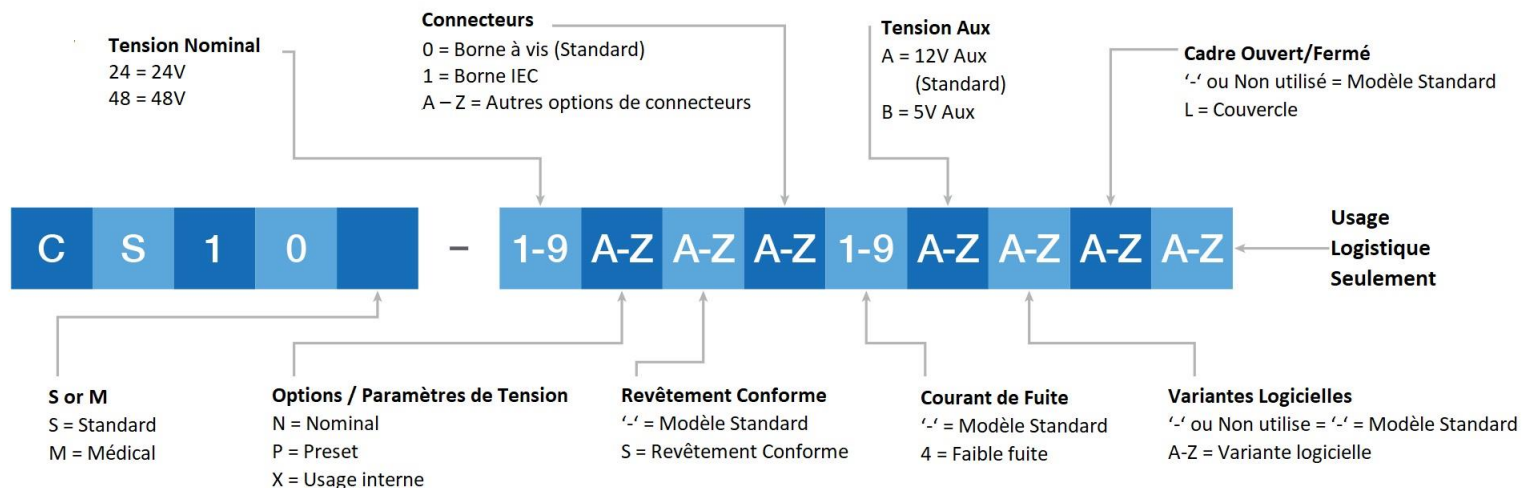 Tension Nominal
24 = 24V
48 = 48V
Connecteurs
0 = Borne à vis (Standard)
1 = Borne IEC
A – Z = Autres options de connecteurs
Tension Aux
A = 12V Aux
(Standard)
B = 5V Aux
Cadre Ouvert/Fermé
‘-‘ ou Non utilisé = Modèle Standard
L = Couvercle
C S 1 0 – 1-9 A-Z A-Z A-Z 1-9 A-Z A-Z A-Z A-Z
Usage
Logistique
Seulement
S or M
S = Standard
M = Médical
Options / Paramètres de Tension
N = Nominal
P = Preset
X = Usage interne
Revêtement Conforme
‘-‘ = Modèle Standard
S = Revêtement Conforme
Courant de Fuite
‘-‘ = Modèle Standard
4 = Faible fuite
Variantes Logicielles
‘-‘ ou Non utilise = ‘-‘ = Modèle Standard
A-Z = Variante logicielle